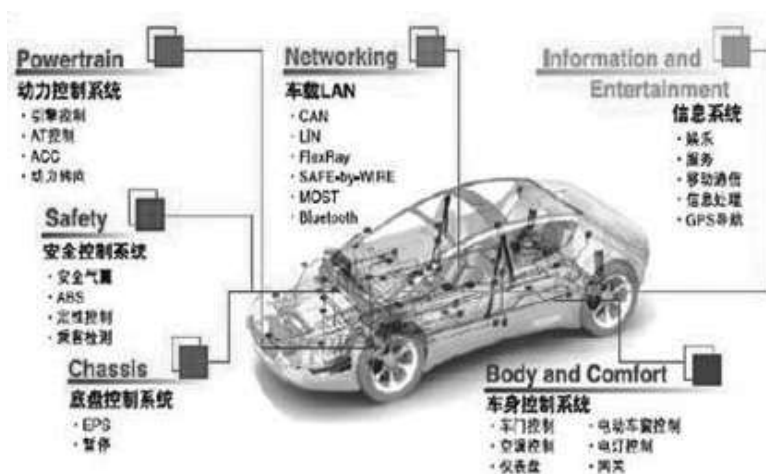 Powertrain
动力控制系统
·引擎控制
·AT控制
·ACC
·动力转向
Networking
车载LAN
·CAN
·LIN
·FlexRay
·SAFE-by-WIRE
·MOST
·Bluetooth
Information and
Entertainment
信息系统
·娱乐
·服务
·移动通信
·信息处理
·GPS导航
Safety
安全控制系统
·安全气囊
·ABS
·定性控制
·乘客检测
Chassis
底盘控制系统
·EPS
·暂停
Body and Comfort
车身控制系统
·车门控制 ·电动车窗控制
·空调控制 ·电灯控制
·仪表盘 ·网关